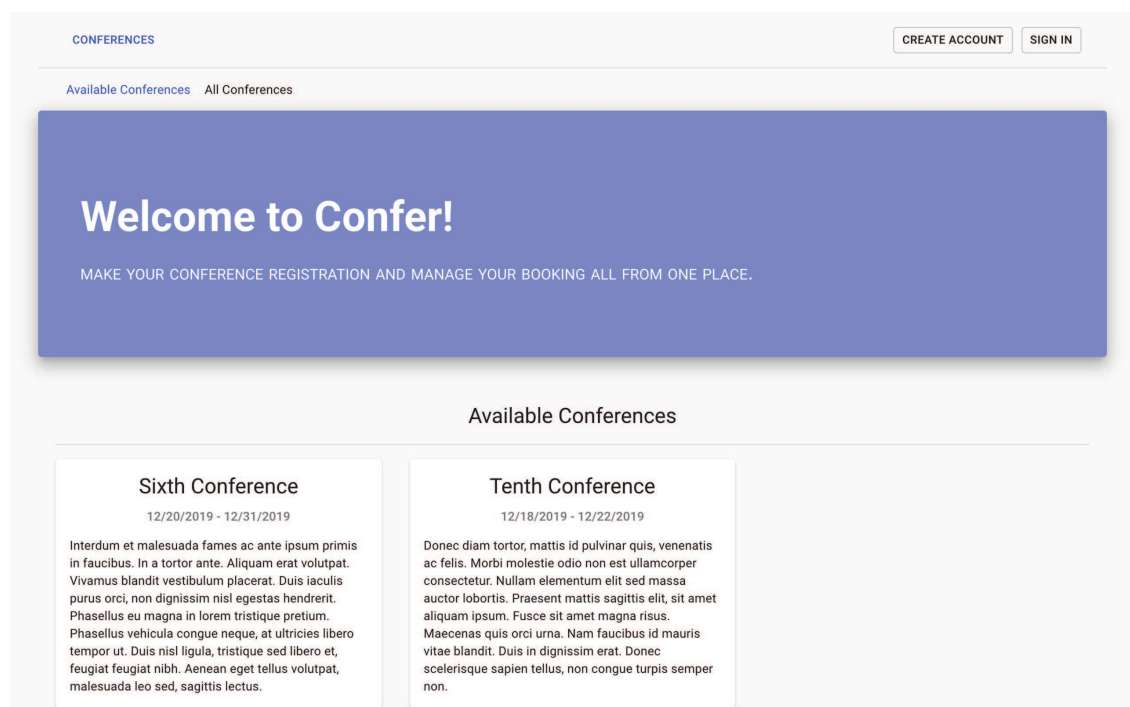 CONFERENCES
CREATE ACCOUNT
SIGN IN
Available Conferences
All Conferences
Welcome to Confer!
MAKE YOUR CONFERENCE REGISTRATION AND MANAGE YOUR BOOKING ALL FROM ONE PLACE.
Available Conferences
Sixth Conference
12/20/2019 - 12/31/2019
Interdum et malesuada fames ac ante ipsum primis
in faucibus. In a tortor ante. Aliquam erat volutpat.
Vivamus blandit vestibulum placerat. Duis iaculis
purus orci, non dignissim nisl egestas hendrerit.
Phasellus eu magna in lorem tristique pretium.
Phasellus vehicula congue neque, at ultricies libero
tempor ut. Duis nisl ligula, tristique sed libero et,
feugiat feugiat nibh. Aenean eget tellus volutpat,
malesuada leo sed, sagittis lectus.
Tenth Conference
12/18/2019 - 12/22/2019
Donec diam tortor, mattis id pulvinar quis, venenatis
ac felis. Morbi molestie odio non est ullamcorper
consectetur. Nullam elementum elit sed massa
auctor lobortis. Praesent mattis sagittis elit, sit amet
aliquam ipsum. Fusce sit amet magna risus.
Maecenas quis orci urna. Nam faucibus id mauris
vitae blandit. Duis in dignissim erat. Donec
scelerisque sapien tellus, non congue turpis semper
non.